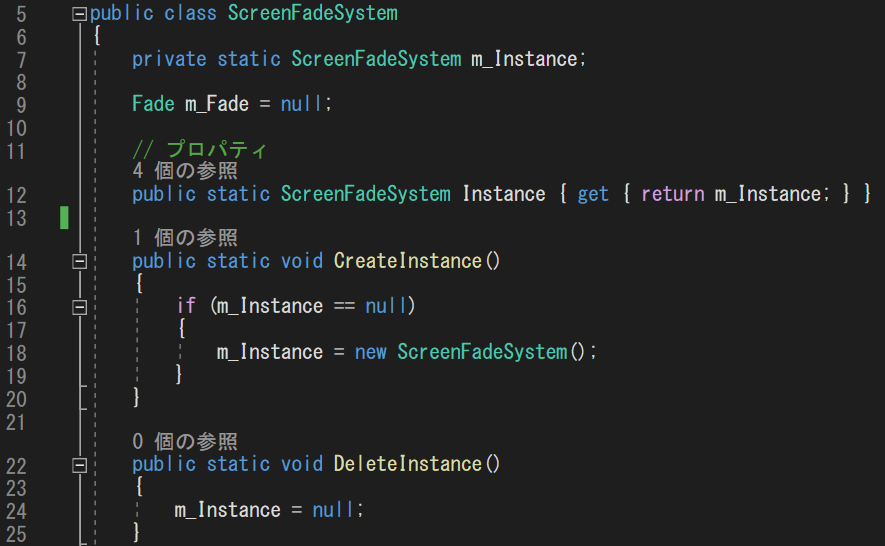 5 public class ScreenFadeSystem
6 {
7 private static ScreenFadeSystem m_Instance;
8
9 Fade m_Fade = null;
10
11 // プロパティ
4 個の参照
12 public static ScreenFadeSystem Instance { get { return m_Instance; } }
13
1 個の参照
14 public static void CreateInstance()
15 {
16 if (m_Instance == null)
17 {
18 m_Instance = new ScreenFadeSystem();
19 }
20 }
21
0 個の参照
22 public static void DeleteInstance()
23 {
24 m_Instance = null;
25 }